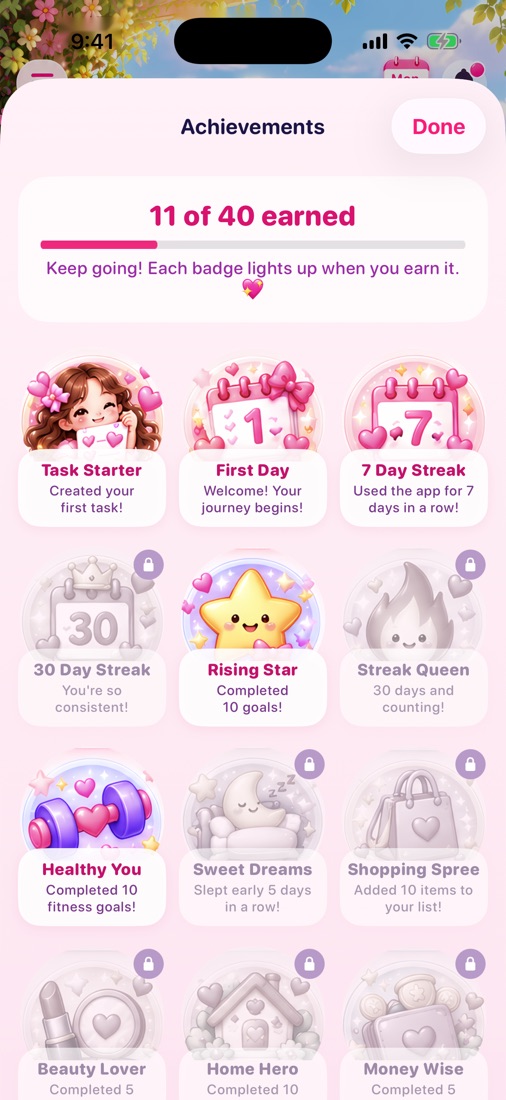 9:41
Mon
Achievements
Done
11 of 40 earned
Keep going! Each badge lights up when you earn it.
💖
1
7
Task Starter
First Day
7 Day Streak
Created your
first task!
Welcome! Your
journey begins!
Used the app for 7
days in a row!
30
30 Day Streak
Rising Star
Streak Queen
You're so
consistent!
Completed
10 goals!
30 days and
counting!
zzz
Healthy You
Sweet Dreams
Shopping Spree
Completed 10
fitness goals!
Slept early 5 days
in a row!
Added 10 items to
your list!
Beauty Lover
Home Hero
Money Wise
Completed 5
Completed 10
Completed 5